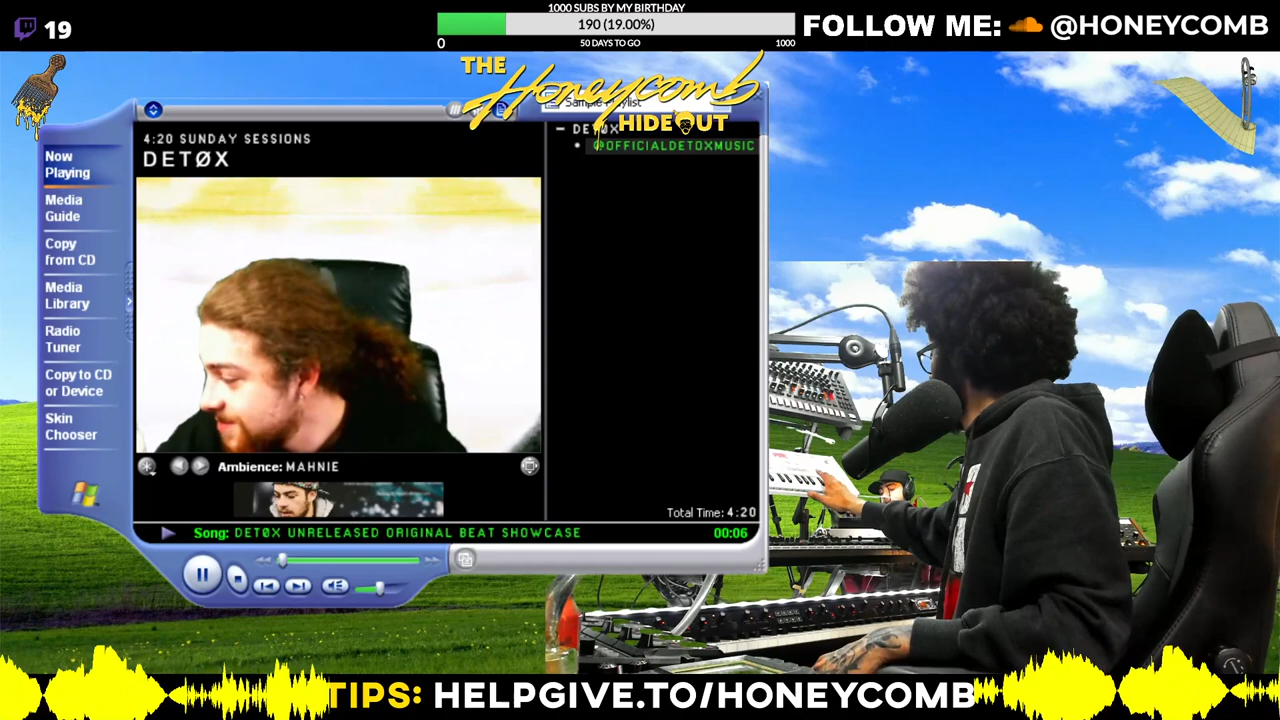 19
1000 SUBS BY MY BIRTHDAY
190 (19.00%)
0
50 DAYS TO GO
1000
FOLLOW ME: @HONEYCOMB
THE
Honeycomb
HIDEOUT
Sample Playlist
4:20 SUNDAY SESSIONS
DETØX
DETØX
@OFFICIALDETOXMUSIC
Now
Playing
Media
Guide
Copy
from CD
Media
Library
Radio
Tuner
Copy to CD
or Device
Skin
Chooser
Ambience: MAHNIE
Total Time: 4:20
Song: DETØX UNRELEASED ORIGINAL BEAT SHOWCASE
00:06
TIPS: HELPGIVE.TO/HONEYCOMB